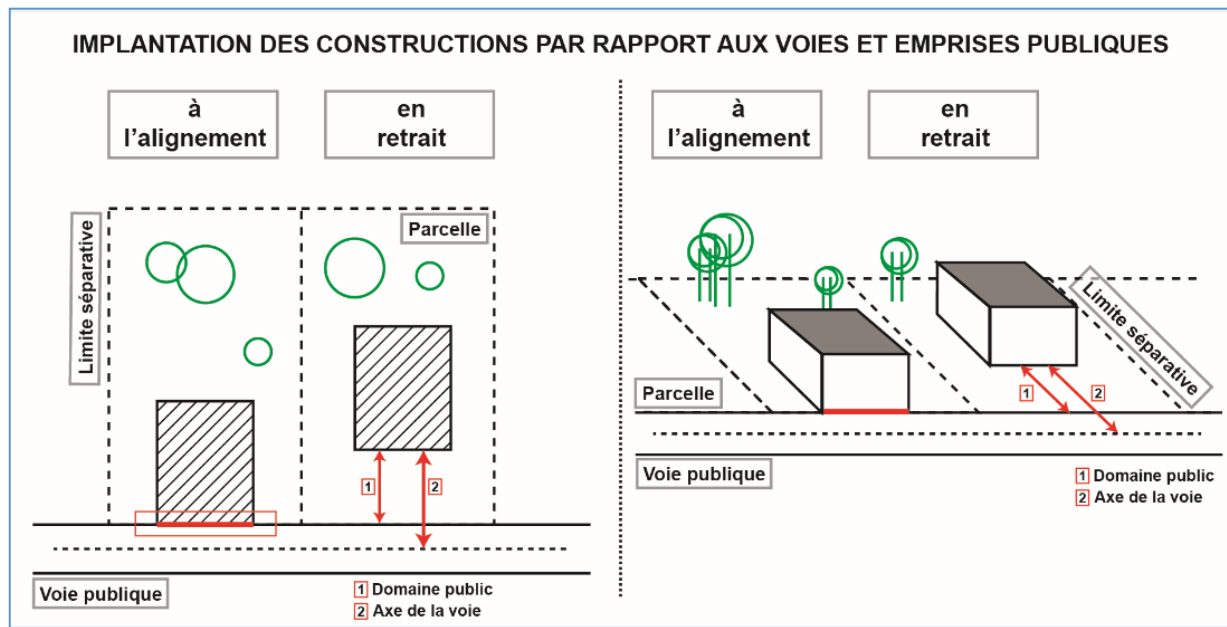 IMPLANTATION DES CONSTRUCTIONS PAR RAPPORT AUX VOIES ET EMPRISES PUBLIQUES
à
l'alignement
en
retrait
Limite séparative
Parcelle
1
2
Voie publique
1 Domaine public
2 Axe de la voie
à
l'alignement
en
retrait
Limite séparative
Parcelle
1
2
Voie publique
1 Domaine public
2 Axe de la voie